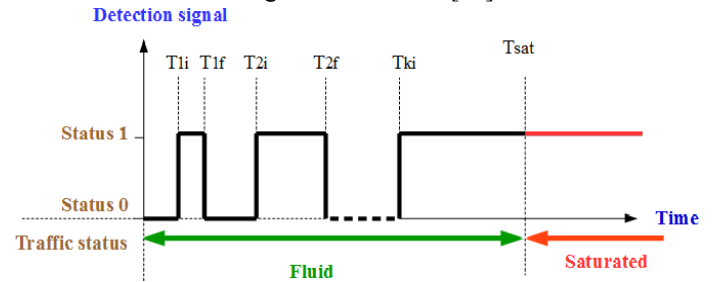 Detection signal
T1i T1f T2i T2f Tki Tsat
Status 1
Status 0
Time
Traffic status
Fluid
Saturated